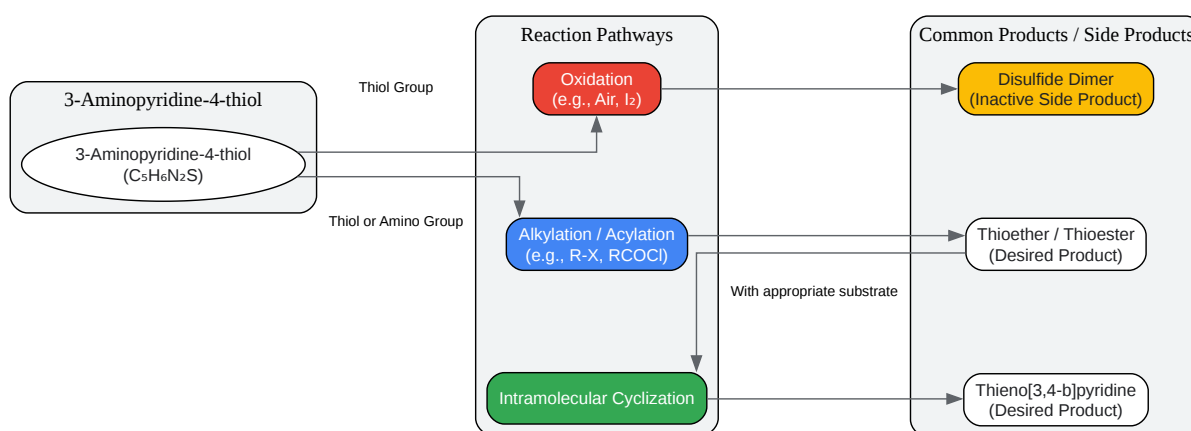 3-Aminopyridine-4-thiol
3-Aminopyridine-4-thiol
(C₅H₆N₂S)
Thiol Group
Thiol or Amino Group
Reaction Pathways
Oxidation
(e.g., Air, I₂)
Alkylation / Acylation
(e.g., R-X, RCOCl)
With appropriate substrate
Intramolecular Cyclization
Common Products / Side Products
Disulfide Dimer
(Inactive Side Product)
Thioether / Thioester
(Desired Product)
Thieno[3,4-b]pyridine
(Desired Product)